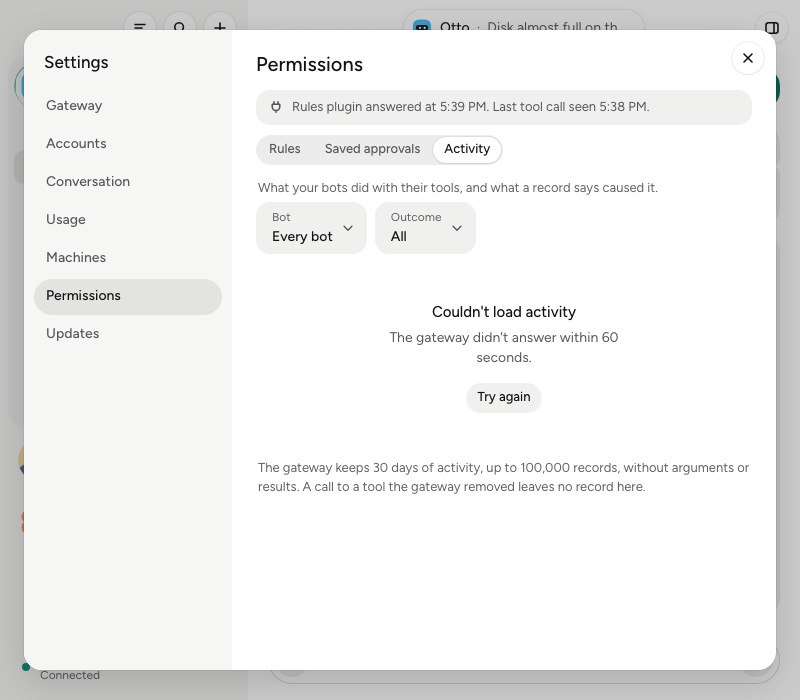 Otto · Disk almost full on th
Settings
Gateway
Accounts
Conversation
Usage
Machines
Permissions
Updates
Connected
Permissions
Rules plugin answered at 5:39 PM. Last tool call seen 5:38 PM.
Rules Saved approvals Activity
What your bots did with their tools, and what a record says caused it.
Bot
Every bot
Outcome
All
Couldn't load activity
The gateway didn't answer within 60
seconds.
Try again
The gateway keeps 30 days of activity, up to 100,000 records, without arguments or
results. A call to a tool the gateway removed leaves no record here.